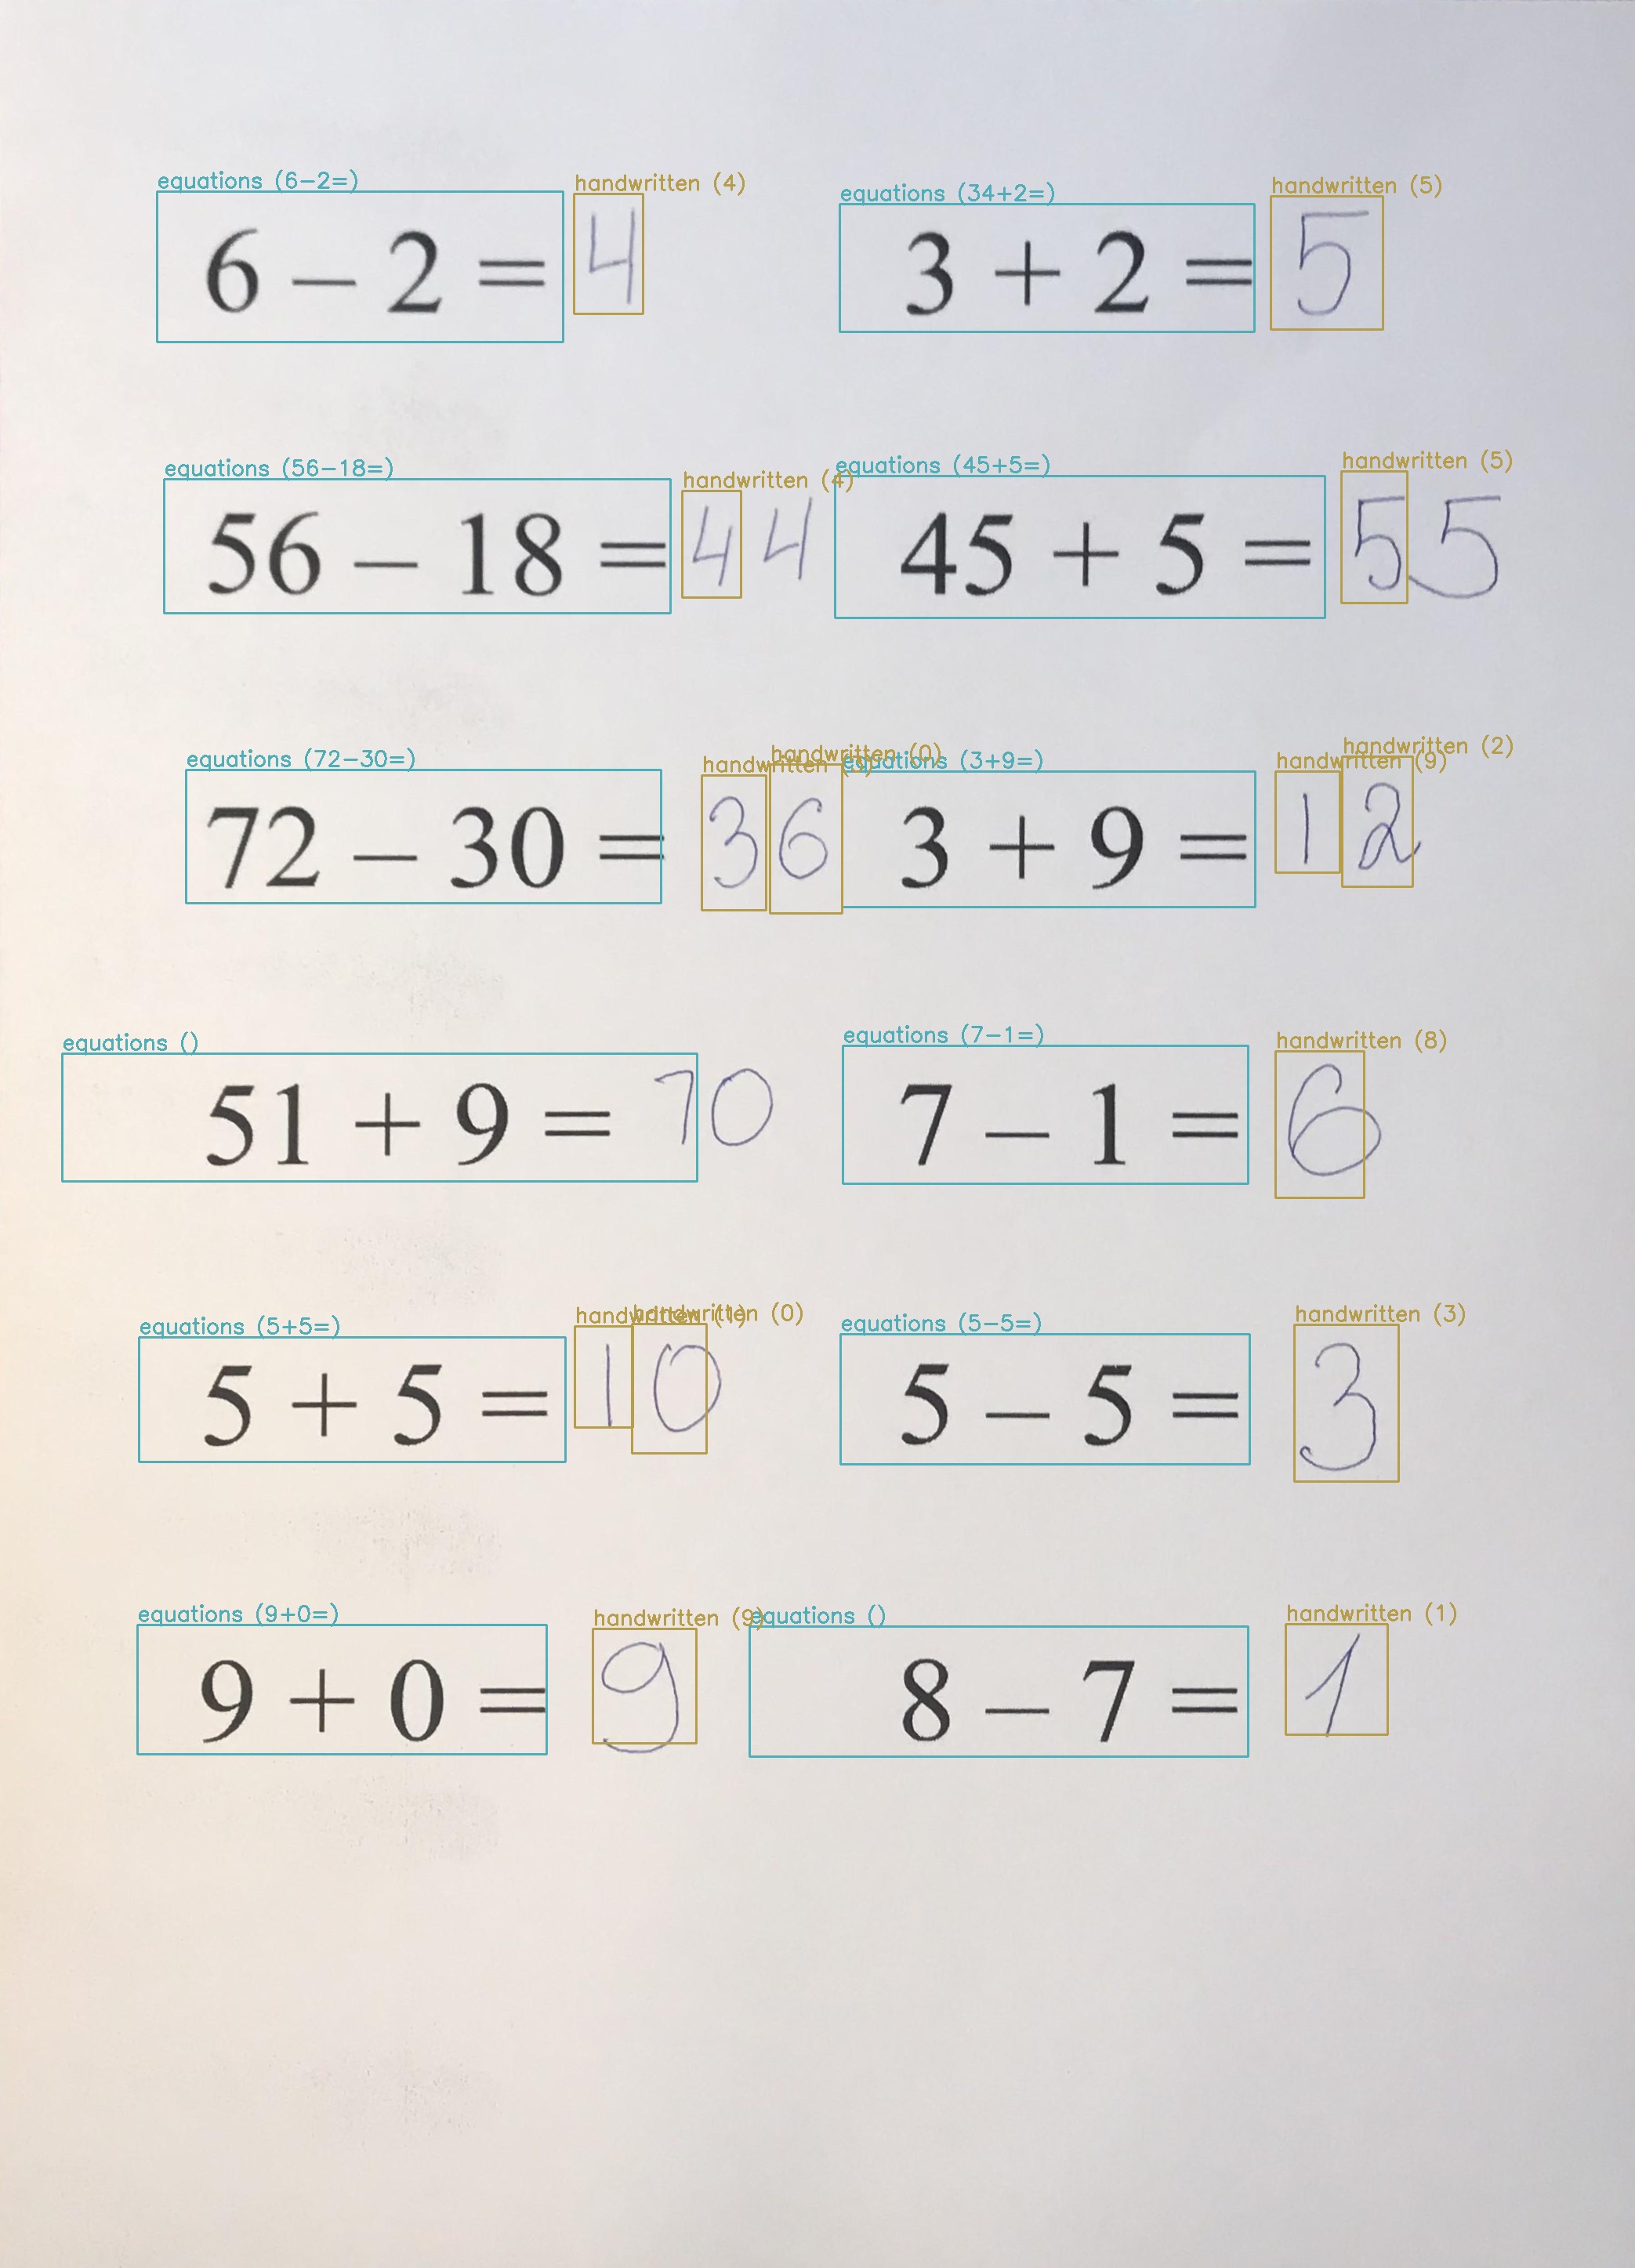 equations (6-2=) handwritten (4) equations (34+2=) handwritten (5)
6 – 2 = 4 3 + 2 = 5
equations (56-18=) handwritten (4) equations (45+5=) handwritten (5)
56 – 18 = 44 45 + 5 = 55
equations (72-30=) handwritten handwritten (0) equations (3+9=) handwritten (9) handwritten (2)
72 – 30 = 36 3 + 9 = 12
equations () equations (7-1=) handwritten (8)
51 + 9 = 70 7 – 1 = 6
equations (5+5=) handwritten (1) handwritten (0) equations (5-5=) handwritten (3)
5 + 5 = 10 5 – 5 = 3
equations (9+0=) handwritten (9) equations () handwritten (1)
9 + 0 = 9 8 – 7 = 1